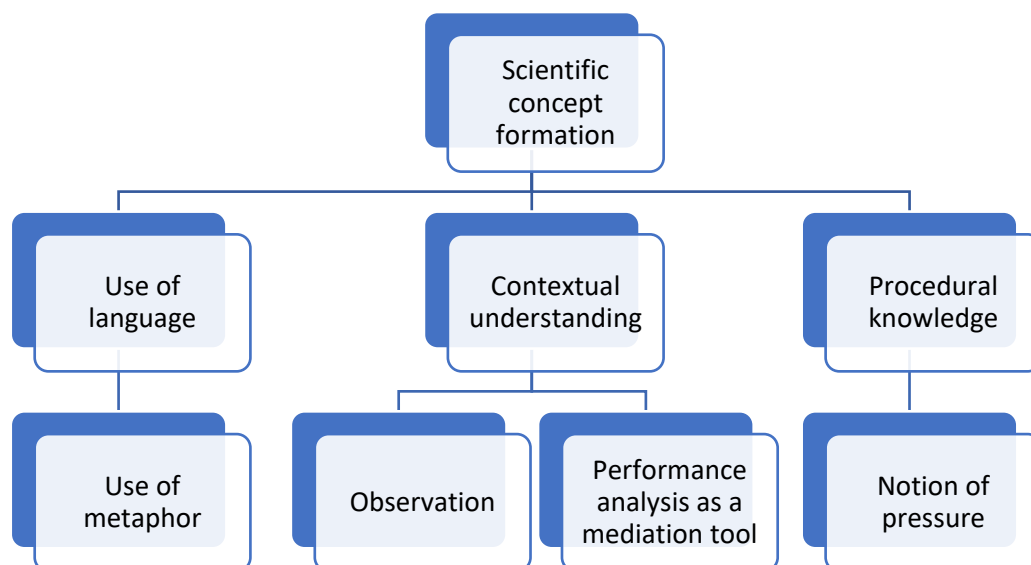 Scientific
concept
formation
Use of
language
Contextual
understanding
Procedural
knowledge
Use of
metaphor
Observation
Performance
analysis as a
mediation tool
Notion of
pressure